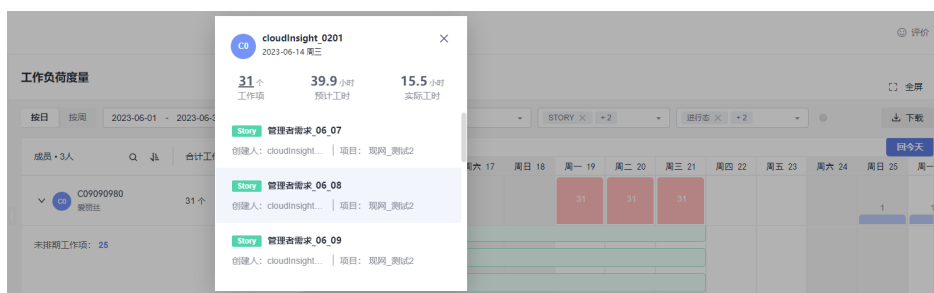 评价
工作负荷度量
全屏
按日 按周 2023-06-01 - 2023-06-3
STORY +2
进行态 +2
下载
回今天
成员·3人
合计工
周六 17 周日 18 周一 19 周二 20 周三 21 周四 22 周五 23 周六 24 周日 25 周一
C0
C09090980
爱丽丝
31 个
31 31 31 1 1
未排期工作项: 25
C0
cloudInsight_0201
2023-06-14 周三
31 个 39.9 小时 15.5 小时
工作项 预计工时 实际工时
Story 管理者需求_06_07
创建人: cloudInsight... | 项目: 现网_测试2
Story 管理者需求_06_08
创建人: cloudInsight... | 项目: 现网_测试2
Story 管理者需求_06_09
创建人: cloudInsight... | 项目: 现网_测试2